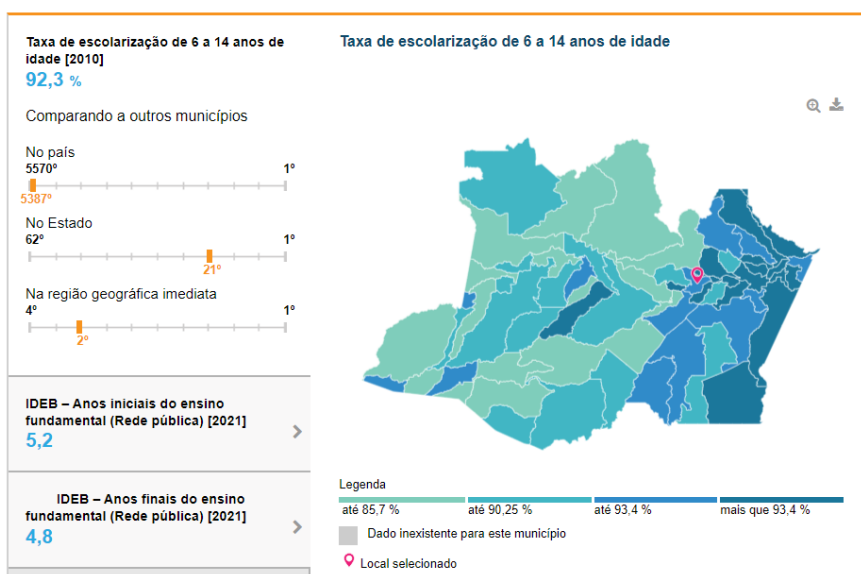 Taxa de escolarização de 6 a 14 anos de
idade [2010]
92,3 %
Comparando a outros municípios
No país
5570º 1º
5387º
No Estado
62º 1º
21º
Na região geográfica imediata
4º 1º
2º
IDEB – Anos iniciais do ensino
fundamental (Rede pública) [2021]
5,2
IDEB – Anos finais do ensino
fundamental (Rede pública) [2021]
4,8
Taxa de escolarização de 6 a 14 anos de idade
Legenda
até 85,7 % até 90,25 % até 93,4 % mais que 93,4 %
Dado inexistente para este município
Local selecionado